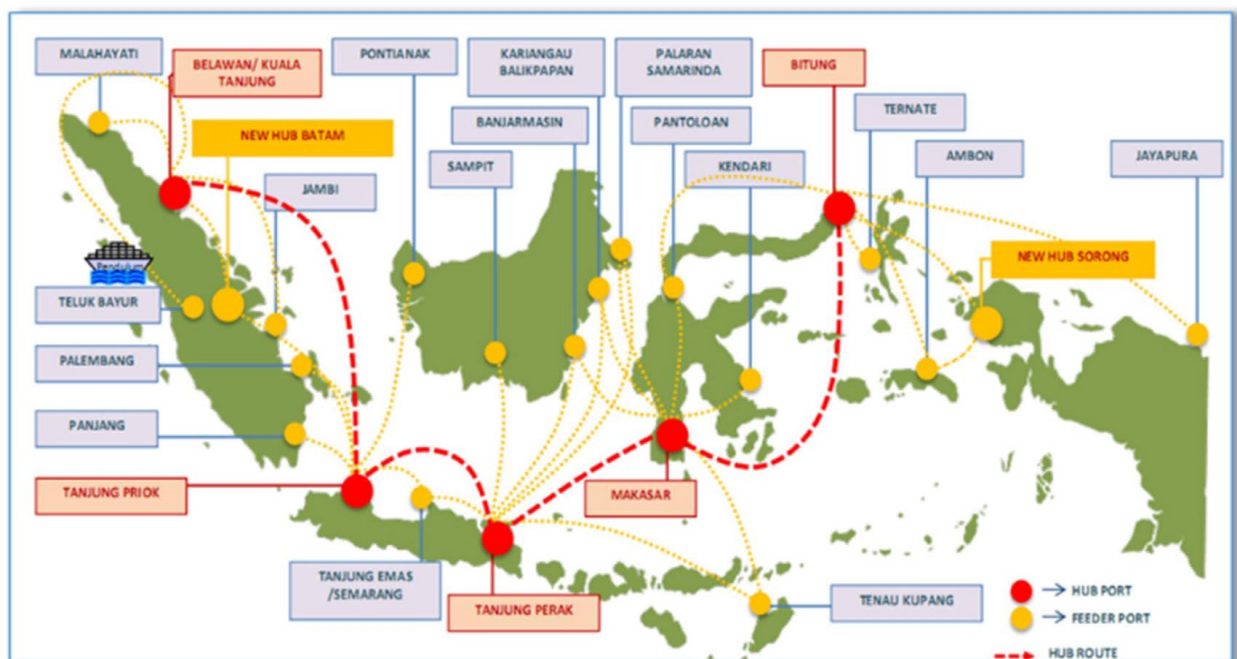 MALAHAYATI
BELAWAN/ KUALA
TANJUNG
PONTIANAK
KARIANGAU
BALIKPAPAN
PALARAN
SAMARINDA
BITUNG
NEW HUB BATAM
BANJARMASIN
PANTOLOAN
TERNATE
SAMPIT
KENDARI
AMBON
JAYAPURA
JAMBI
Pendulum
NEW HUB SORONG
TELUK BAYUR
PALEMBANG
PANJANG
TANJUNG PRIOK
MAKASAR
TANJUNG EMAS
/SEMARANG
TANJUNG PERAK
TENAU KUPANG
HUB PORT
FEEDER PORT
HUB ROUTE